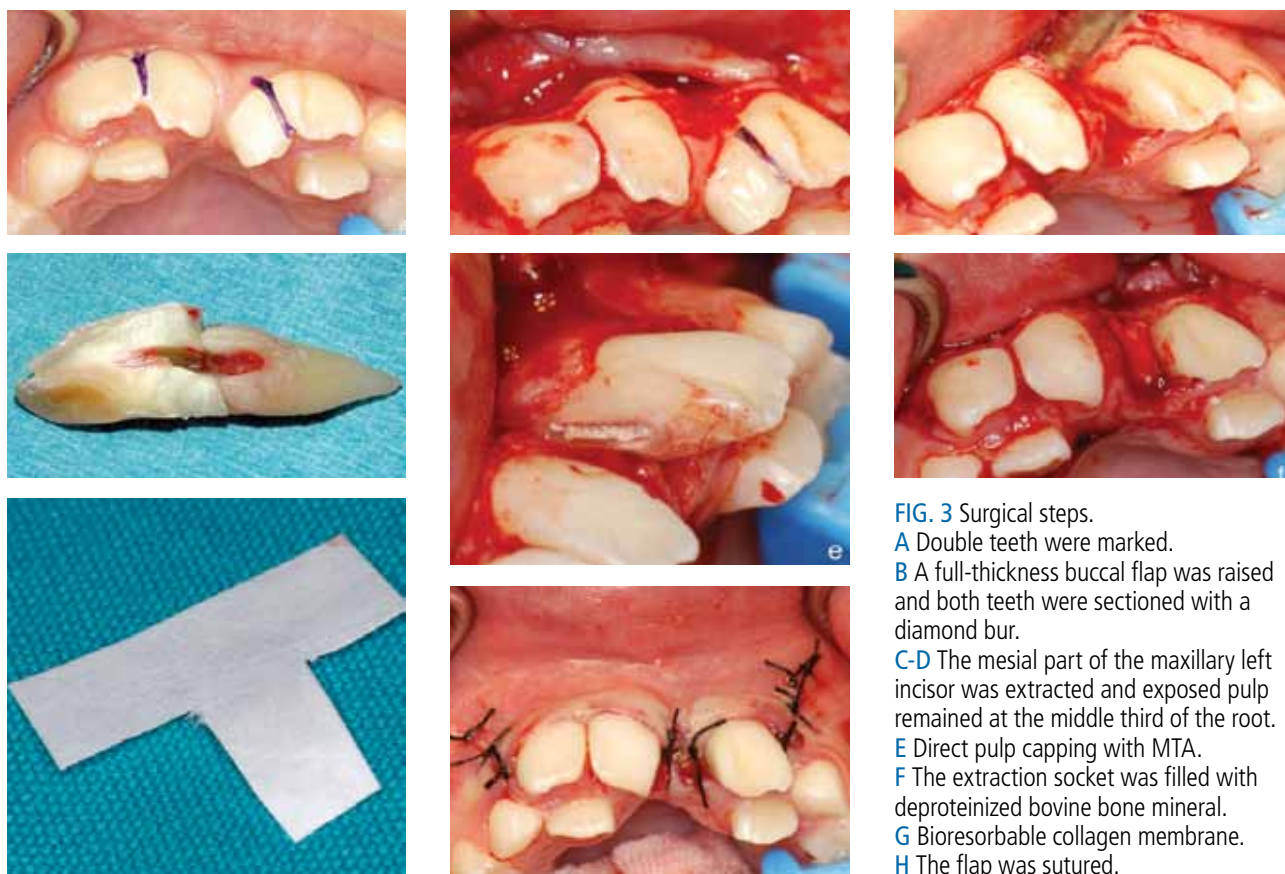 e
f
FIG. 3 Surgical steps.
A Double teeth were marked.
B A full-thickness buccal flap was raised
and both teeth were sectioned with a
diamond bur.
C-D The mesial part of the maxillary left
incisor was extracted and exposed pulp
remained at the middle third of the root.
E Direct pulp capping with MTA.
F The extraction socket was filled with
deproteinized bovine bone mineral.
G Bioresorbable collagen membrane.
H The flap was sutured.